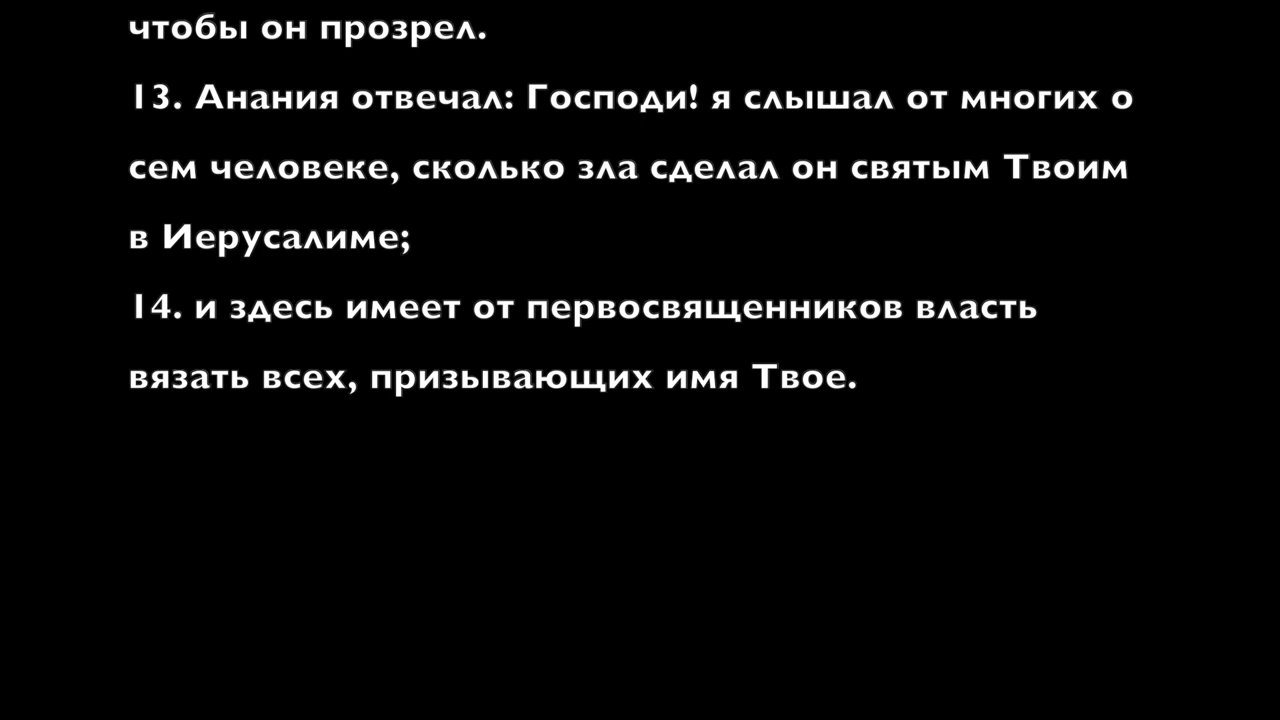 чтобы он прозрел.
13. Анания отвечал: Господи! я слышал от многих о
сем человеке, сколько зла сделал он святым Твоим
в Иерусалиме;
14. и здесь имеет от первосвященников власть
вязать всех, призывающих имя Твое.